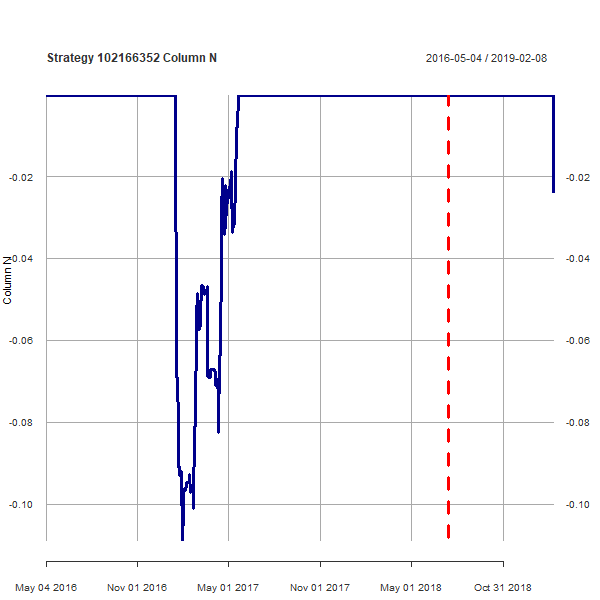 Strategy 102166352 Column N
2016-05-04 / 2019-02-08
-0.02
-0.02
-0.04
-0.04
Column N
-0.06
-0.06
-0.08
-0.08
-0.10
-0.10
May 04 2016
Nov 01 2016
May 01 2017
Nov 01 2017
May 01 2018
Oct 31 2018